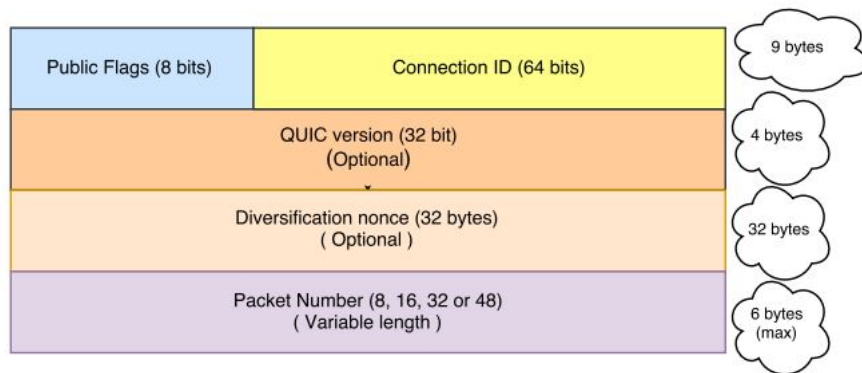 Public Flags (8 bits)
Connection ID (64 bits)
9 bytes
QUIC version (32 bit)
(Optional)
4 bytes
Diversification nonce (32 bytes)
( Optional )
32 bytes
Packet Number (8, 16, 32 or 48)
( Variable length )
6 bytes
(max)